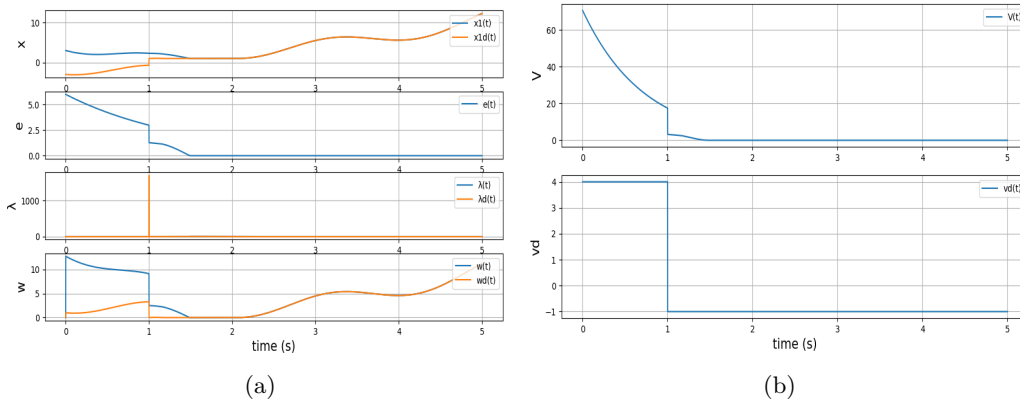 x
10
0
x1(t)
x1d(t)
0 1 2 3 4 5
e
5.0
2.5
0.0
e(t)
0 1 2 3 4 5
λ
1000
0
λ(t)
λd(t)
0 1 2 3 4 5
w
10
5
0
w(t)
wd(t)
0 1 2 3 4 5
time (s)
(a)
V
60
40
20
0
V(t)
0 1 2 3 4 5
vd
4
3
2
1
0
−1
vd(t)
0 1 2 3 4 5
time (s)
(b)